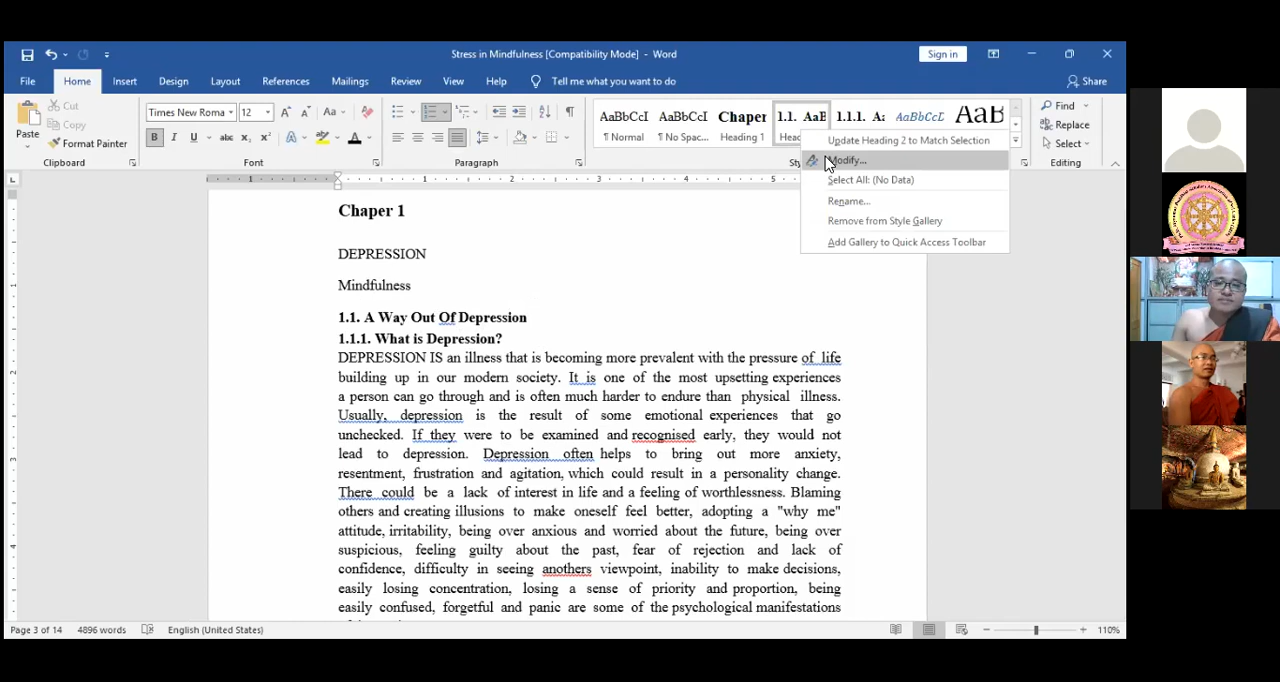 Stress in Mindfulness [Compatibility Mode] - Word
Sign in
File Home Insert Design Layout References Mailings Review View Help Tell me what you want to do Share
Paste
Cut
Copy
Format Painter
Clipboard
Times New Roma 12
Font
Paragraph
AaBbCcI AaBbCcI Chaper 1.1. AaB 1.1.1. Aa AaBbCcL AaB
¶ Normal ¶ No Spac... Heading 1
Update Heading 2 to Match Selection
Modify...
Select All: (No Data)
Rename...
Remove from Style Gallery
Add Gallery to Quick Access Toolbar
Find
Replace
Select
Editing
Chaper 1
DEPRESSION
Mindfulness
1.1. A Way Out Of Depression
1.1.1. What is Depression?
DEPRESSION IS an illness that is becoming more prevalent with the pressure of life
building up in our modern society. It is one of the most upsetting experiences
a person can go through and is often much harder to endure than physical illness.
Usually, depression is the result of some emotional experiences that go
unchecked. If they were to be examined and recognised early, they would not
lead to depression. Depression often helps to bring out more anxiety,
resentment, frustration and agitation, which could result in a personality change.
There could be a lack of interest in life and a feeling of worthlessness. Blaming
others and creating illusions to make oneself feel better, adopting a "why me"
attitude, irritability, being over anxious and worried about the future, being over
suspicious, feeling guilty about the past, fear of rejection and lack of
confidence, difficulty in seeing anothers viewpoint, inability to make decisions,
easily losing concentration, losing a sense of priority and proportion, being
easily confused, forgetful and panic are some of the psychological manifestations
Page 3 of 14 4896 words English (United States) 110%